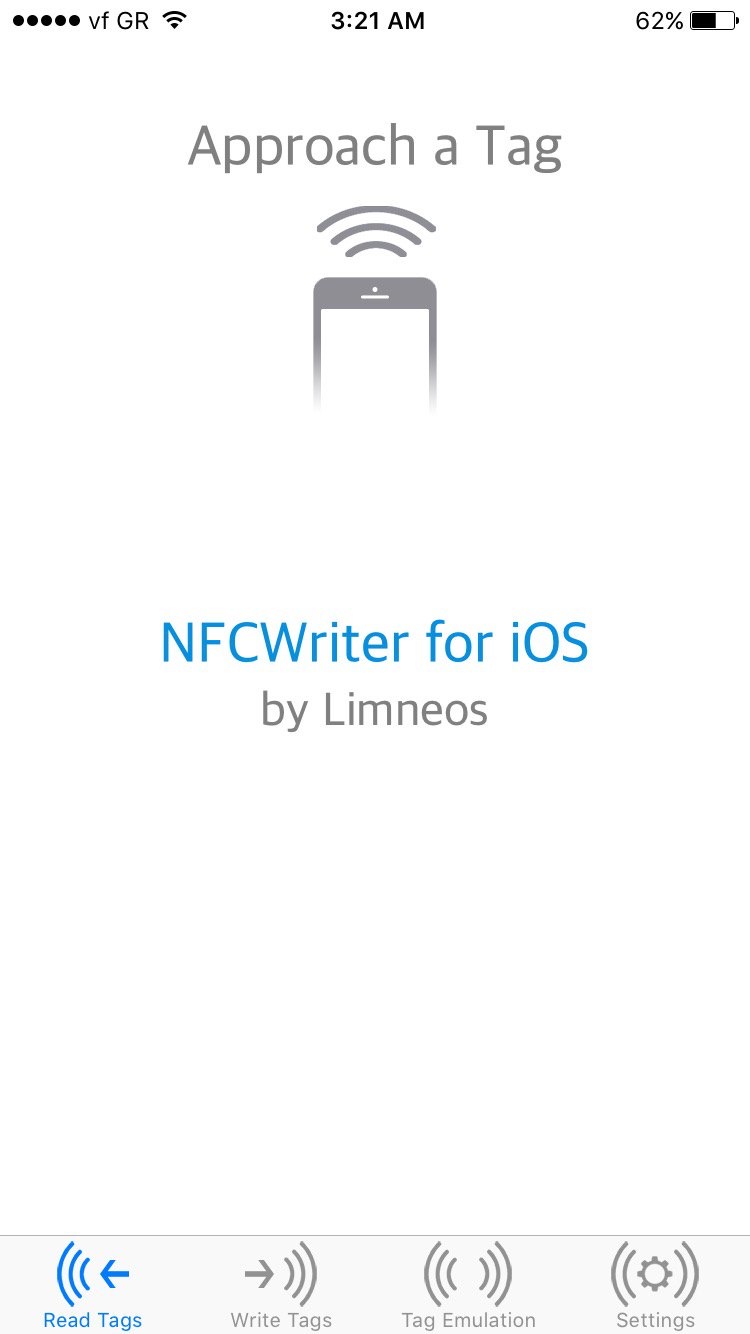 vf GR 3:21 AM 62%
Approach a Tag
NFCWriter for iOS
by Limneos
Read Tags Write Tags Tag Emulation Settings